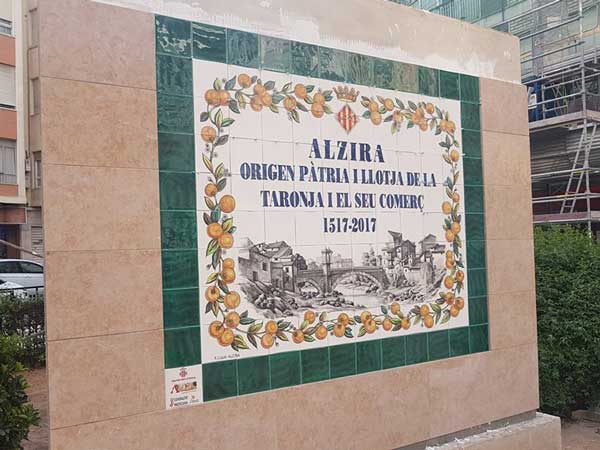 ALZIRA
ORIGEN PÀTRIA I LLOTJA DE LA
TARONJA I EL SEU COMERÇ
1517-2017